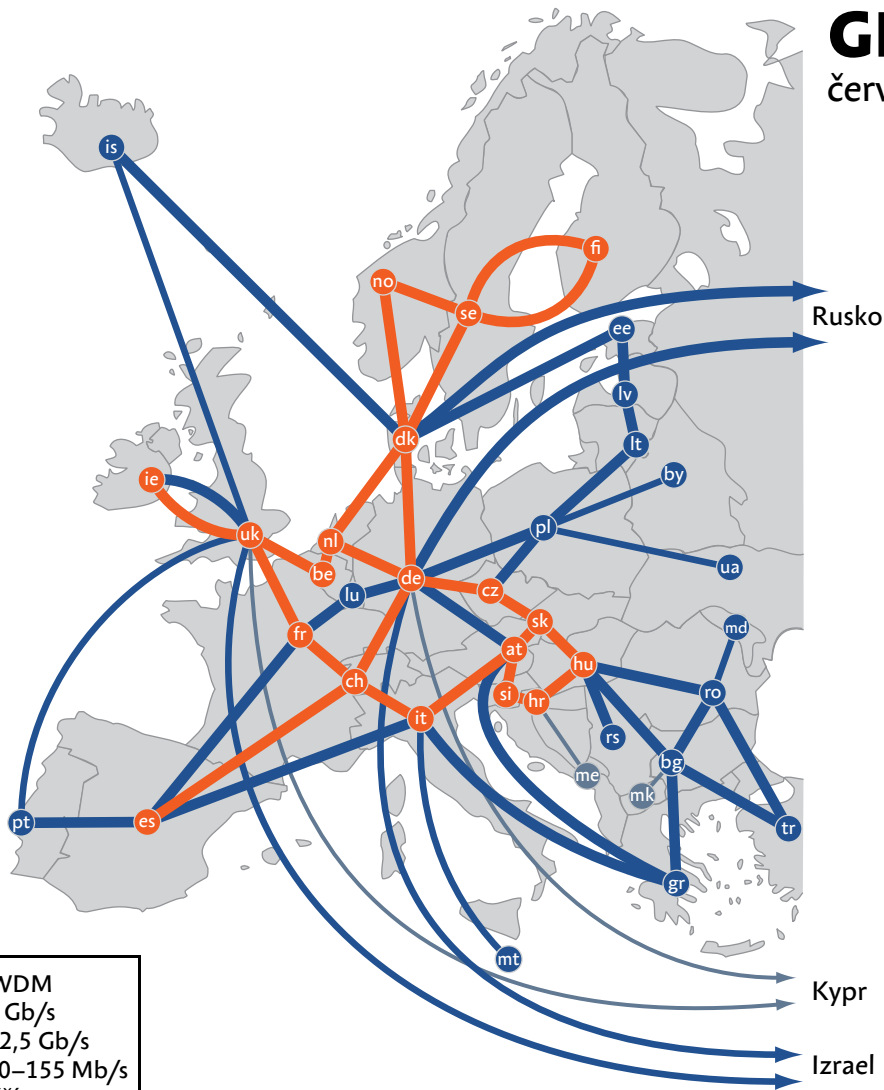 červ
is
fi
no
se
Rusko
ee
lv
dk
lt
by
ie
pl
uk
nl
ua
be
de
cz
lu
sk
md
fr
at
hu
ch
si
hr
ro
it
rs
bg
me
mk
pt
es
tr
gr
mt
WDM
Gb/s
2,5 Gb/s
0–155 Mb/s
Kypr
Izrael